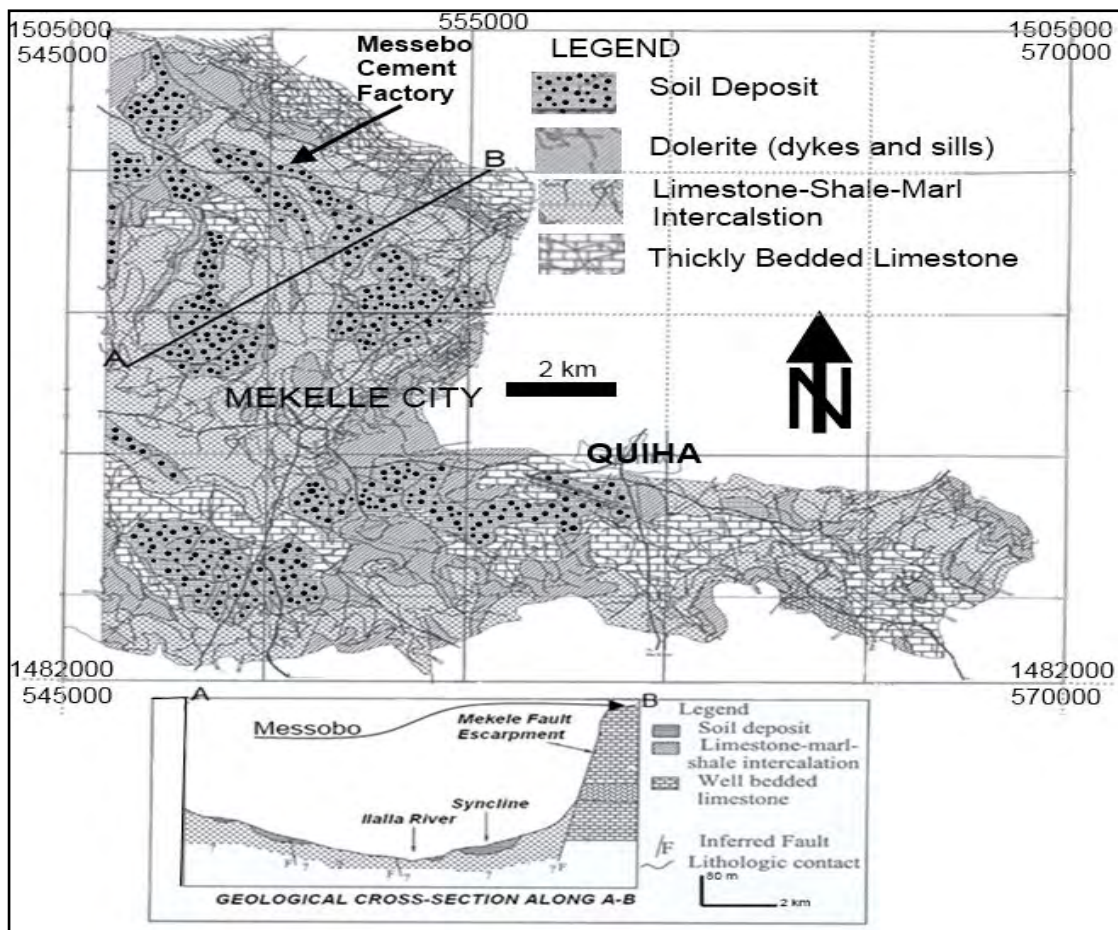 555000
1505000
545000
1505000
570000
Messebo
Cement
Factory
LEGEND
Soil Deposit
Dolerite (dykes and sills)
Limestone-Shale-Marl
Intercalstion
Thickly Bedded Limestone
B
A
2 km
N
MEKELLE CITY
QUIHA
1482000
545000
1482000
570000
A
B
Messobo
Mekele Fault
Escarpment
Syncline
Ilalla River
? F ? ? F ? ? ? F
GEOLOGICAL CROSS-SECTION ALONG A-B
Legend
Soil deposit
Limestone-marl-
shale intercalation
Well bedded
limestone
F Inferred Fault
Lithologic contact
80 m
2 km